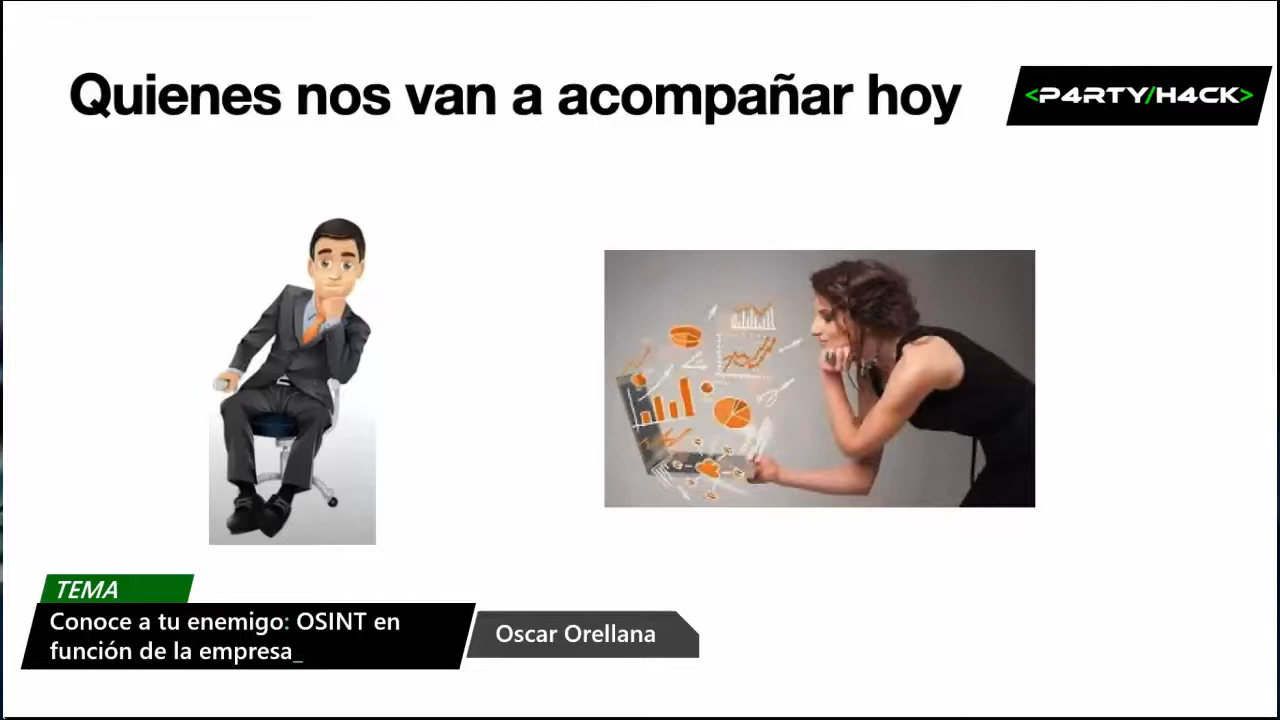 Quienes nos van a acompañar hoy
<P4RTY/H4CK>
TEMA
Conoce a tu enemigo: OSINT en
función de la empresa_
Oscar Orellana